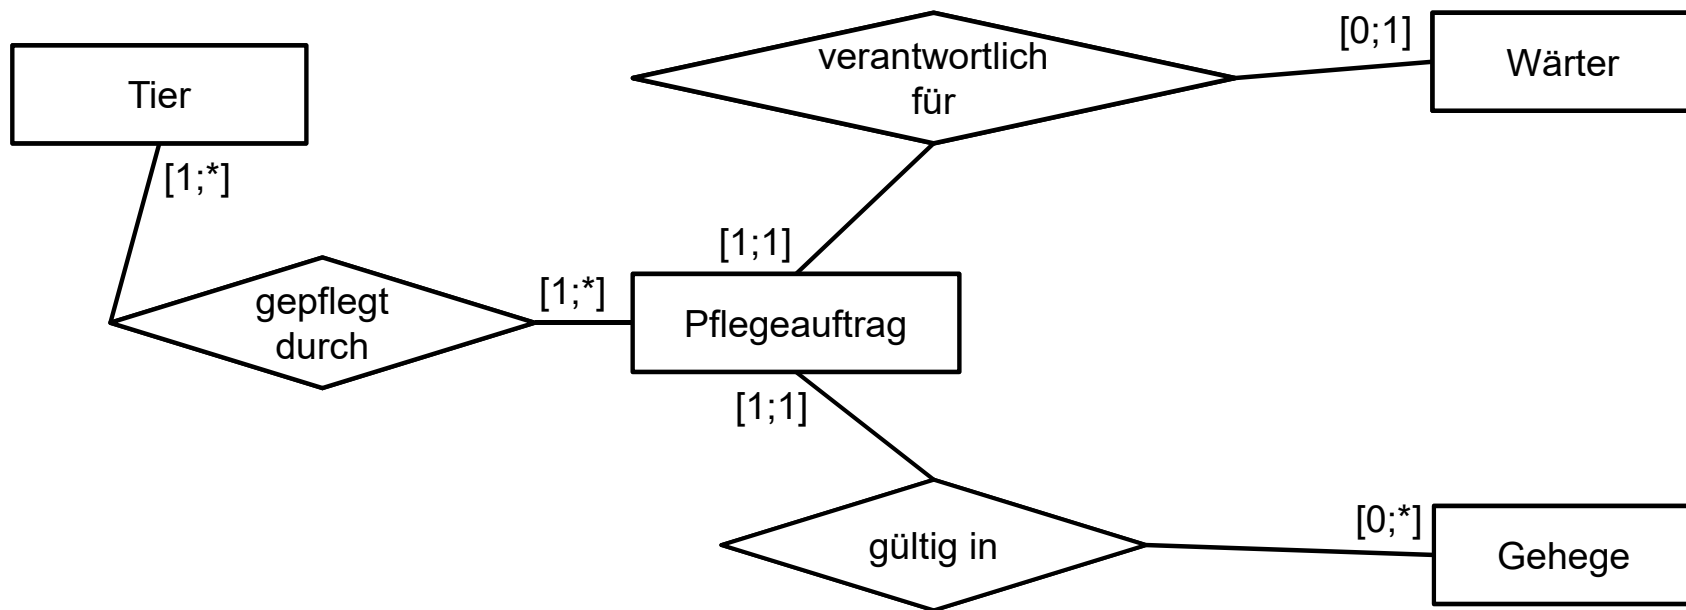 verantwortlich
für
[0;1]
Wärter
Tier
[1;*]
[1;1]
gepflegt
durch
[1;*]
Pflegeauftrag
[1;1]
gültig in
[0;*]
Gehege